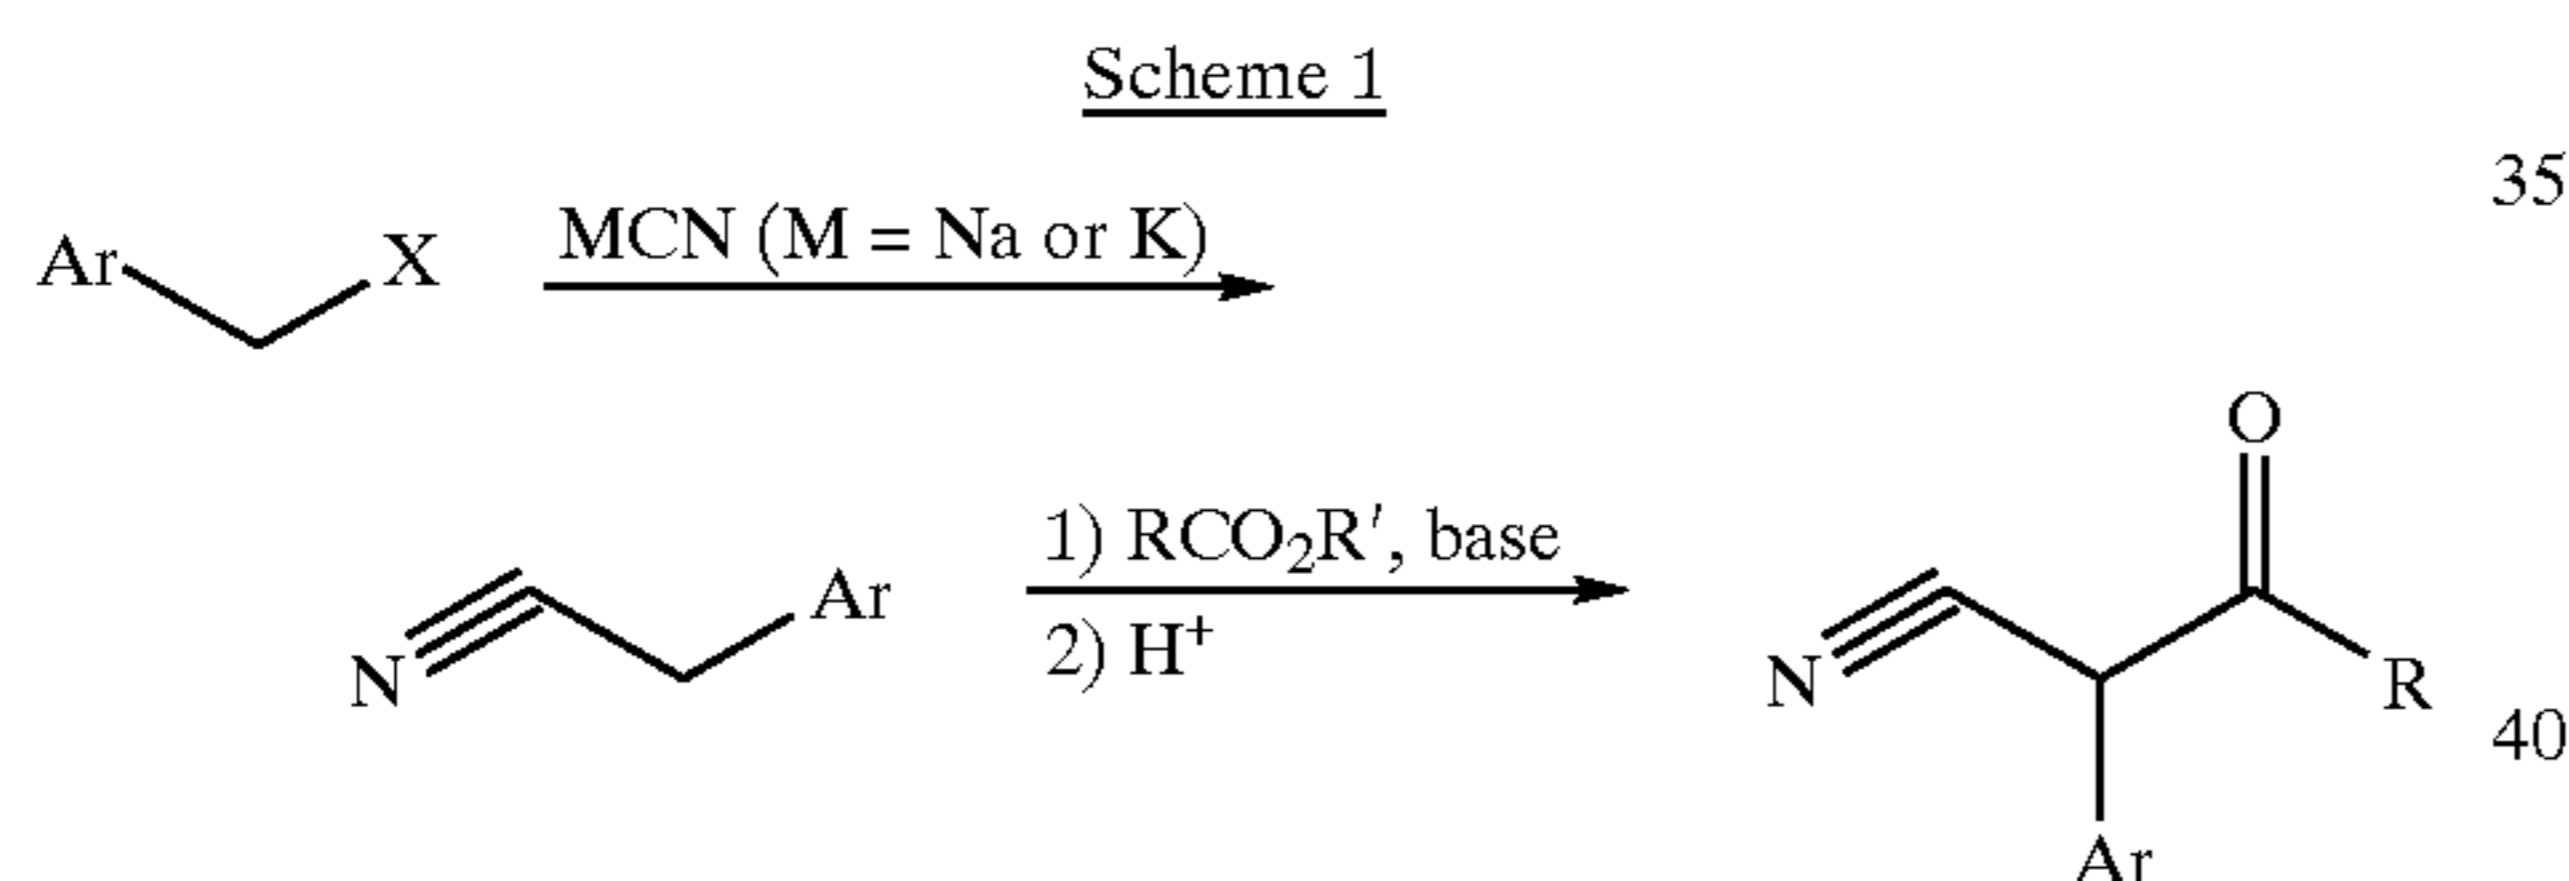 Scheme 1
35
Ar X MCN (M = Na or K)
O
N Ar 1) RCO₂R′, base
2) H⁺
N R
40
Ar